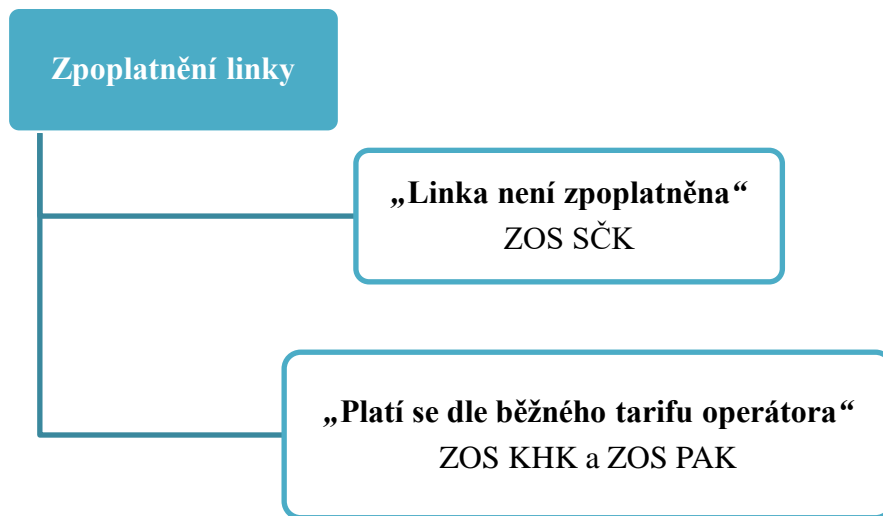 Zpoplatnění linky
„Linka není zpoplatněna“
ZOS SČK
„Platí se dle běžného tarifu operátora“
ZOS KHK a ZOS PAK